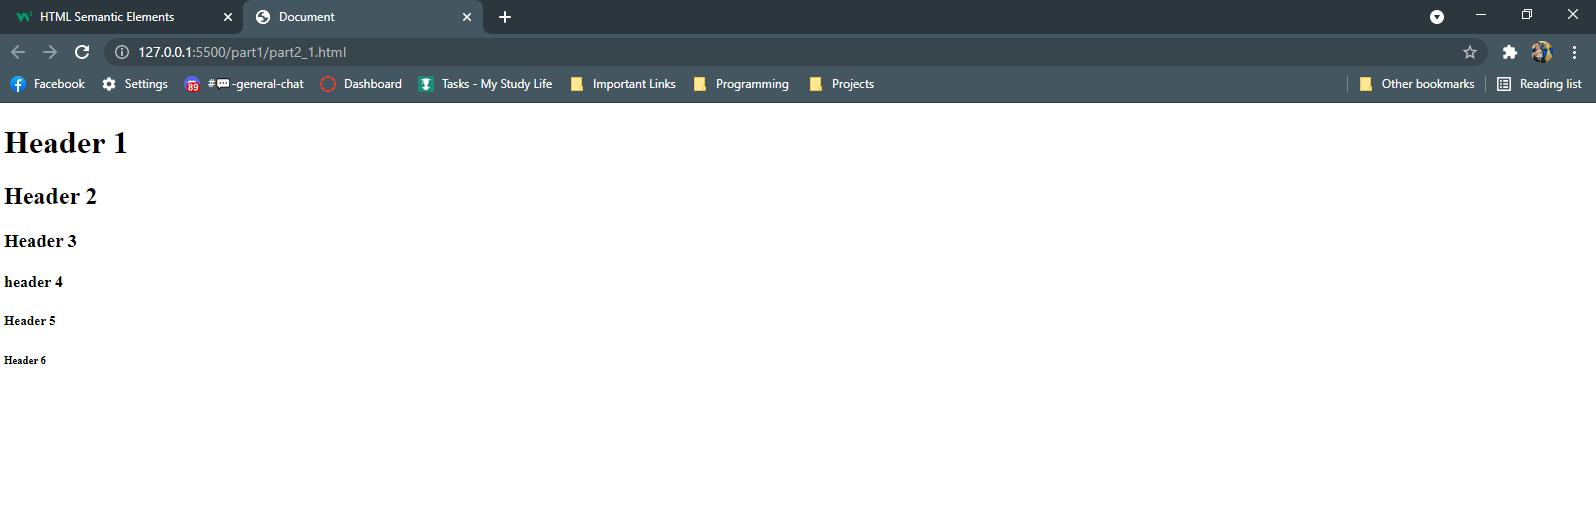 HTML Semantic Elements Document
127.0.0.1:5500/part1/part2_1.html
Facebook Settings 89 #💬-general-chat Dashboard Tasks - My Study Life Important Links Programming Projects Other bookmarks Reading list
Header 1
Header 2
Header 3
header 4
Header 5
Header 6